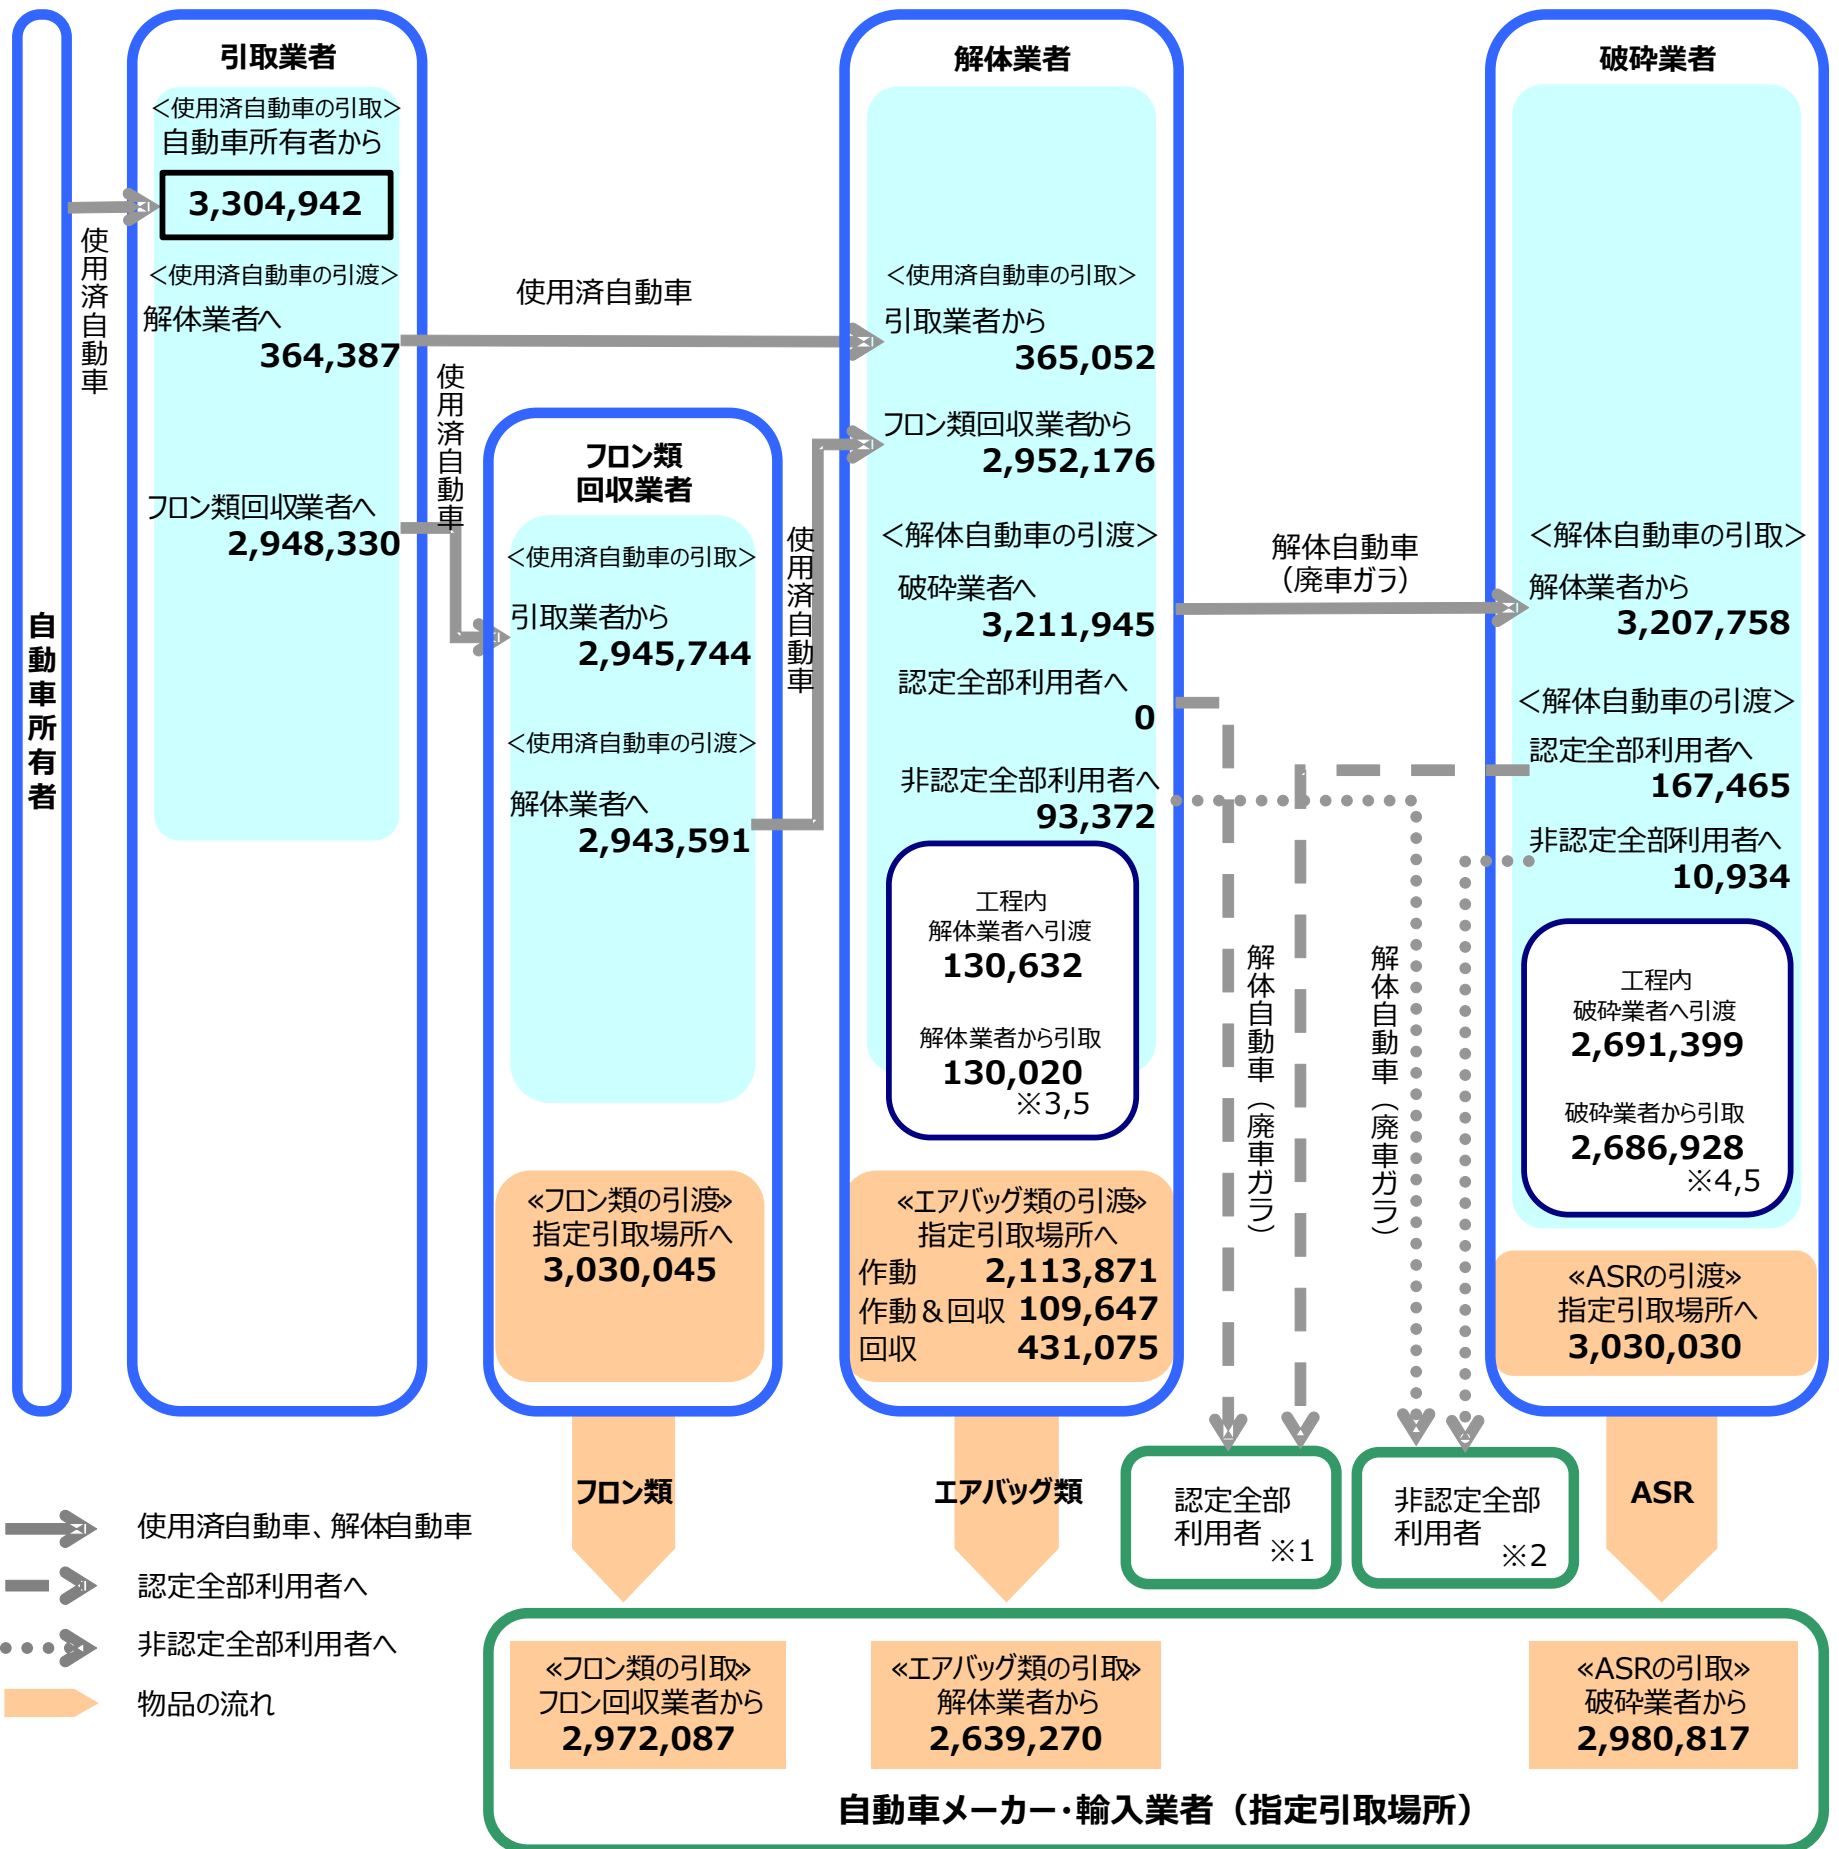 自動車所有者
使用済自動車
引取業者
<使用済自動車の引取>
自動車所有者から
3,304,942
<使用済自動車の引渡>
解体業者へ
364,387
フロン類回収業者へ
2,948,330
使用済自動車
使用済自動車
フロン類
回収業者
<使用済自動車の引取>
引取業者から
2,945,744
<使用済自動車の引渡>
解体業者へ
2,943,591
≪フロン類の引渡≫
指定引取場所へ
3,030,045
使用済自動車
解体業者
<使用済自動車の引取>
引取業者から
365,052
フロン類回収業者から
2,952,176
<解体自動車の引渡>
破砕業者へ
3,211,945
認定全部利用者へ
0
非認定全部利用者へ
93,372
工程内
解体業者へ引渡
130,632
解体業者から引取
130,020
※3,5
≪エアバッグ類の引渡≫
指定引取場所へ
作動 2,113,871
作動&回収 109,647
回収 431,075
解体自動車
(廃車ガラ)
解体自動車(廃車ガラ)
解体自動車(廃車ガラ)
破砕業者
<解体自動車の引取>
解体業者から
3,207,758
<解体自動車の引渡>
認定全部利用者へ
167,465
非認定全部利用者へ
10,934
工程内
破砕業者へ引渡
2,691,399
破砕業者から引取
2,686,928
※4,5
≪ASRの引渡≫
指定引取場所へ
3,030,030
フロン類
エアバッグ類
認定全部
利用者 ※1
非認定全部
利用者 ※2
ASR
使用済自動車、解体自動車
認定全部利用者へ
非認定全部利用者へ
物品の流れ
≪フロン類の引取≫
フロン回収業者から
2,972,087
≪エアバッグ類の引取≫
解体業者から
2,639,270
≪ASRの引取≫
破砕業者から
2,980,817
自動車メーカー・輸入業者(指定引取場所)